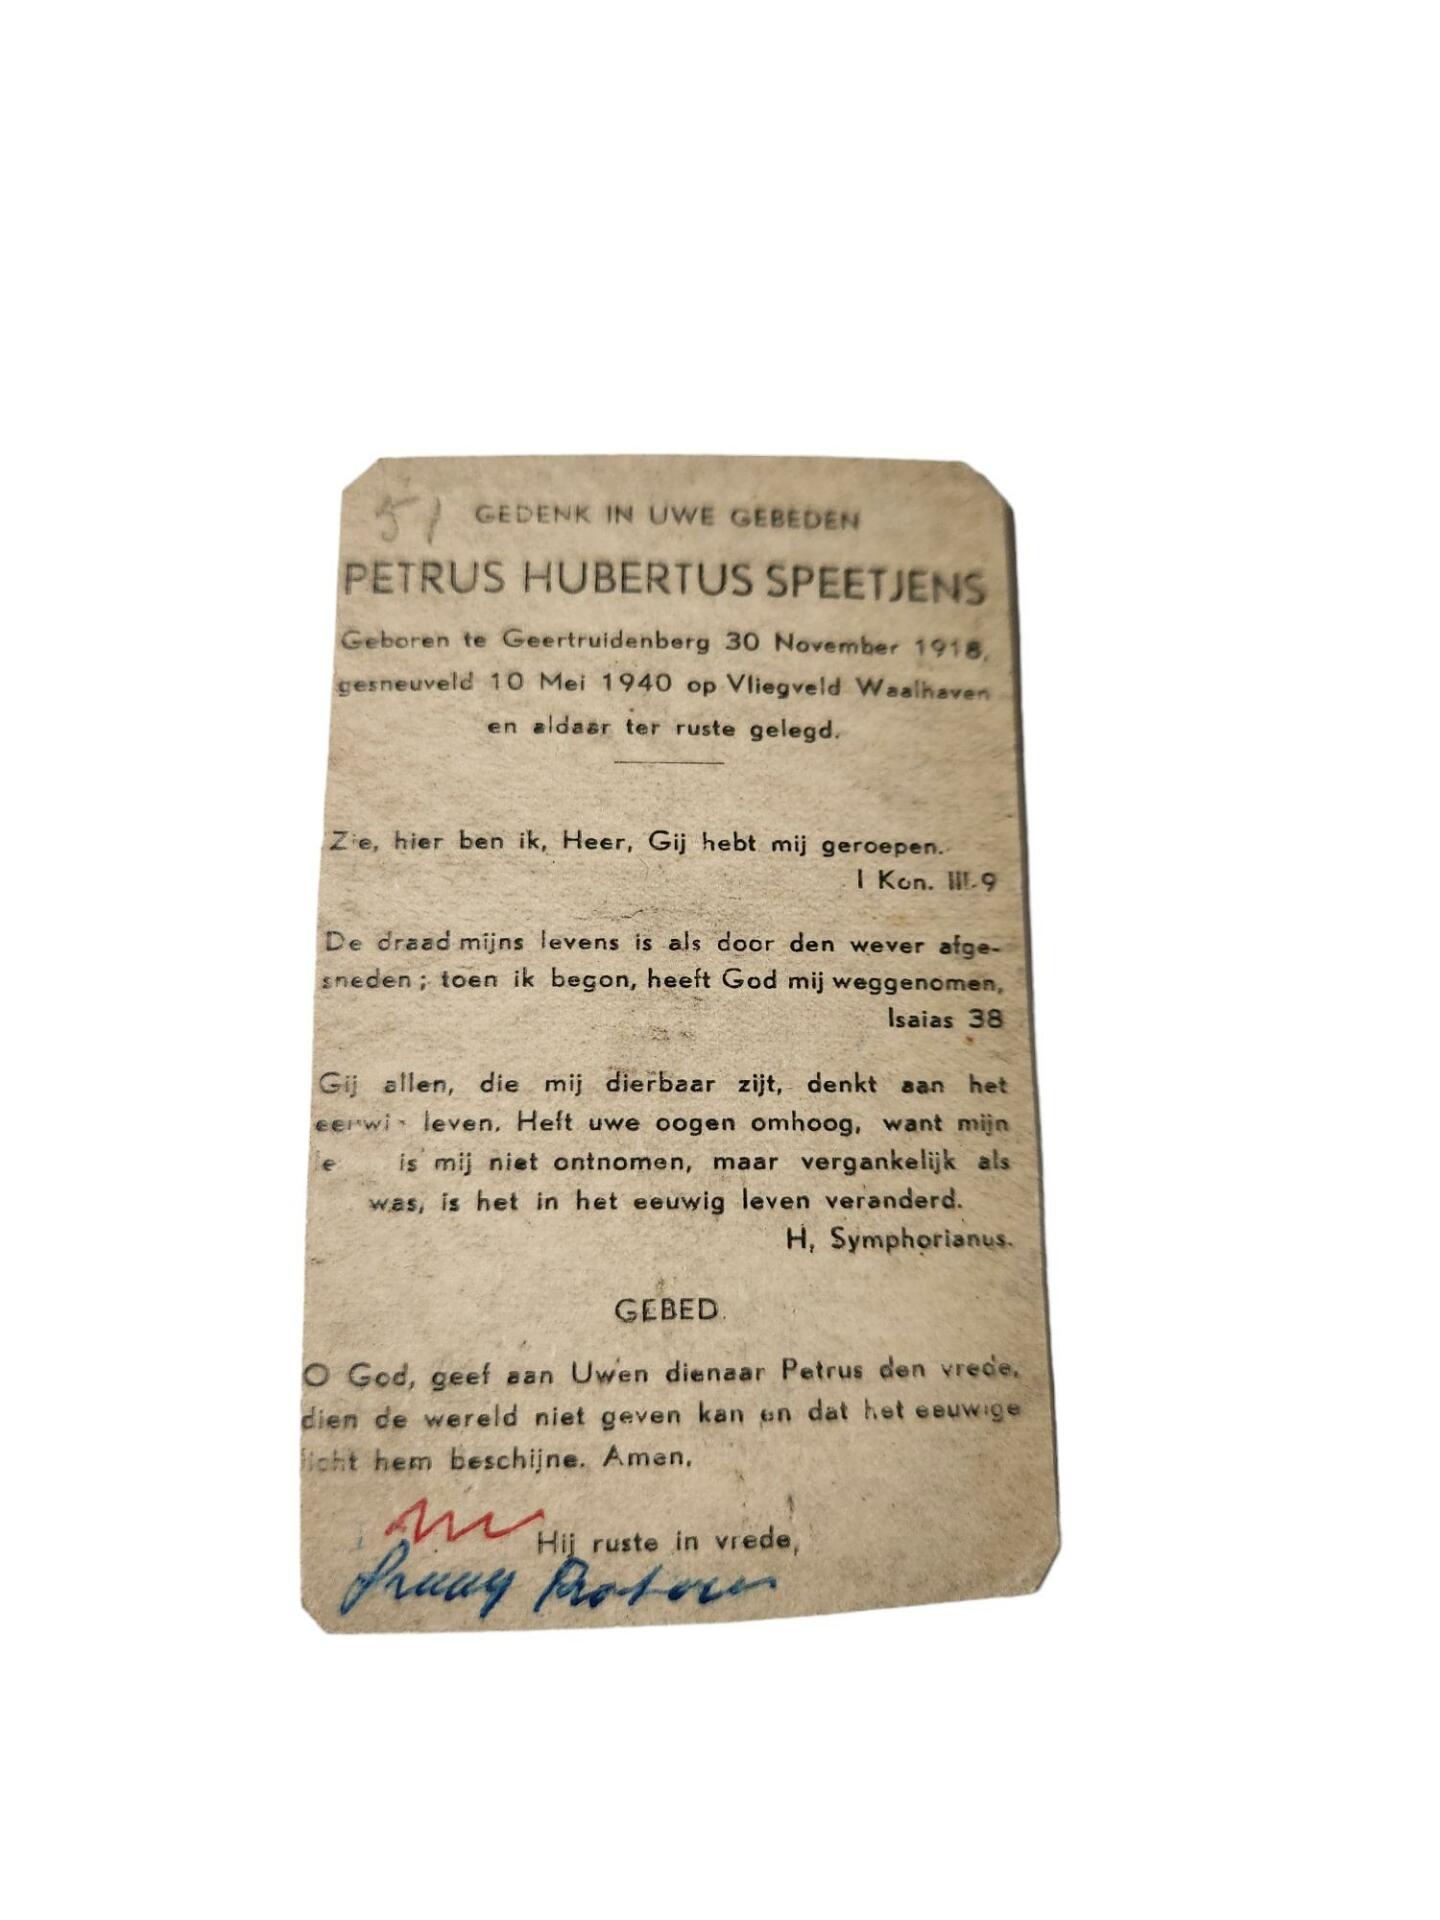 51
GEDENK IN UWE GEBEDEN
PETRUS HUBERTUS SPEETJENS
Geboren te Geertruidenberg 30 November 1918,
gesneuveld 10 Mei 1940 op Vliegveld Waalhaven
en aldaar ter ruste gelegd.
Zie, hier ben ik, Heer, Gij hebt mij geroepen.
I Kon. III-9
De draad mijns levens is als door den wever afge-
sneden; toen ik begon, heeft God mij weggenomen,
Isaias 38
Gij allen, die mij dierbaar zijt, denkt aan het
leven. Heft uwe oogen omhoog, want mijn
is mij niet ontnomen, maar vergankelijk als
was, is het in het eeuwig leven veranderd.
H, Symphorianus.
GEBED.
O God, geef aan Uwen dienaar Petrus den vrede,
dien de wereld niet geven kan en dat het eeuwige
licht hem beschijne. Amen.
Hij ruste in vrede,